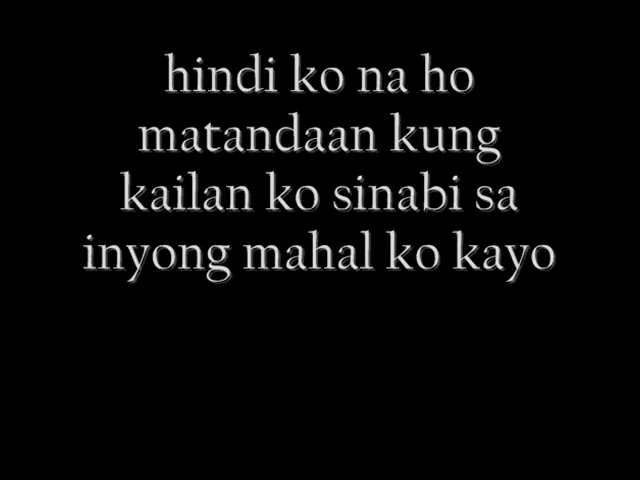 hindi ko na ho
matandaan kung
kailan ko sinabi sa
inyong mahal ko kayo